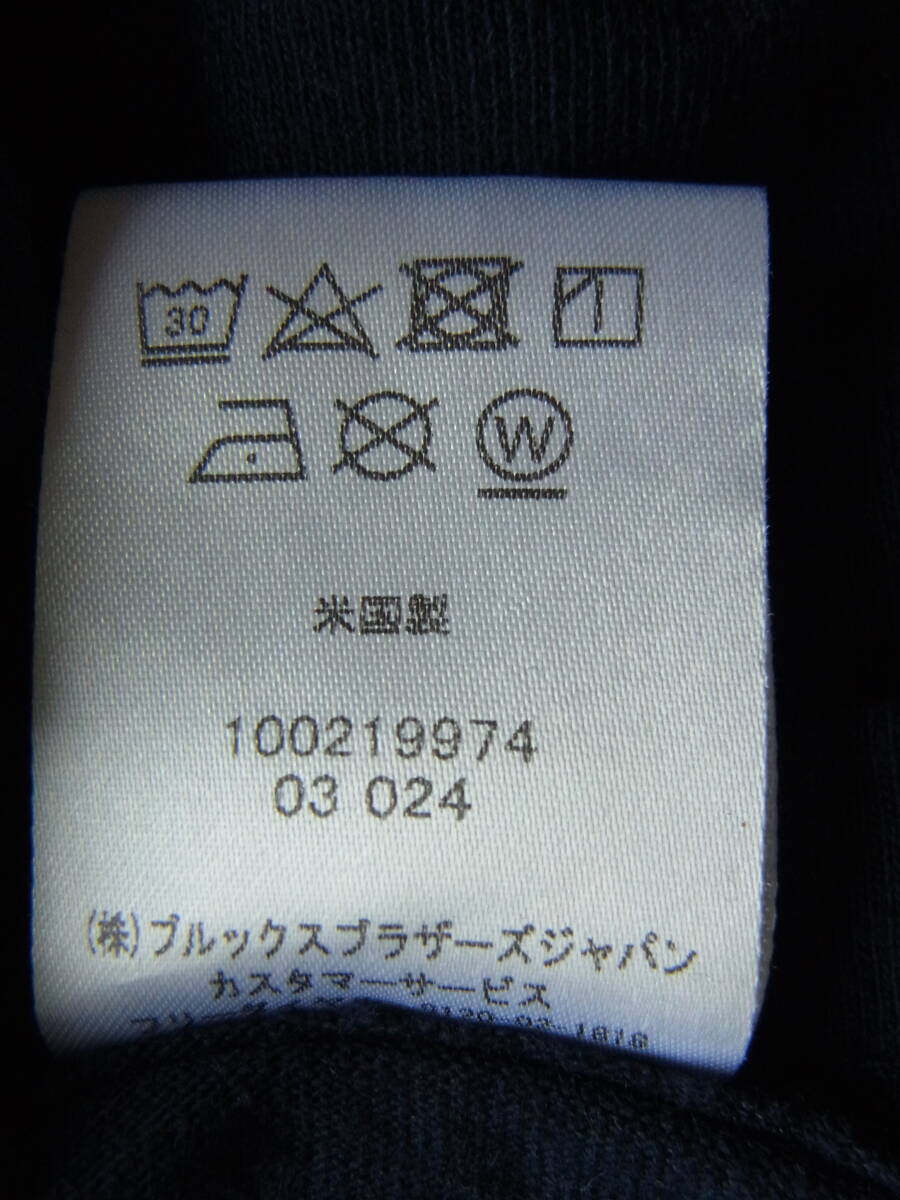 30
W
米国製
100219974
03 024
(株)ブルックスブラザーズジャパン
カスタマーサービス